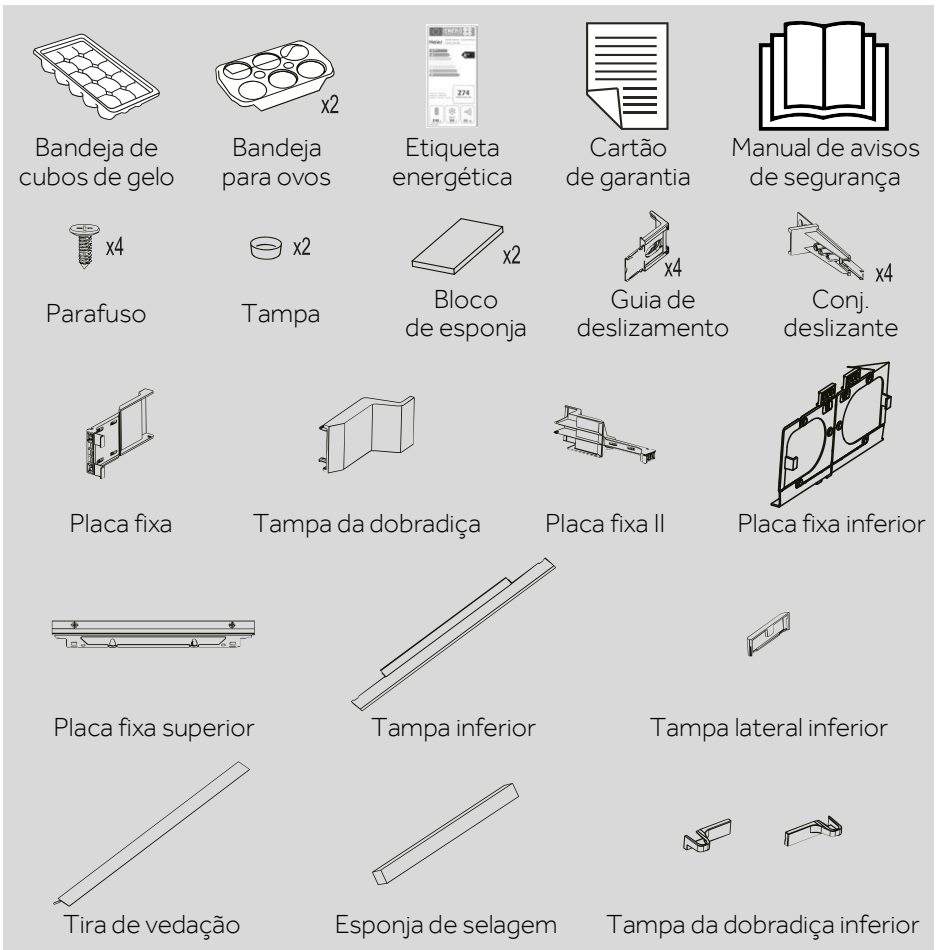 ENERG
Haier
274
x2
Bandeja de
cubos de gelo
Bandeja
para ovos
Etiqueta
energética
Cartão
de garantia
Manual de avisos
de segurança
x4
x2
x2
x4
x4
Parafuso
Tampa
Bloco
de esponja
Guia de
deslizamento
Conj.
deslizante
Placa fixa
Tampa da dobradiça
Placa fixa II
Placa fixa inferior
Placa fixa superior
Tampa inferior
Tampa lateral inferior
Tira de vedação
Esponja de selagem
Tampa da dobradiça inferior